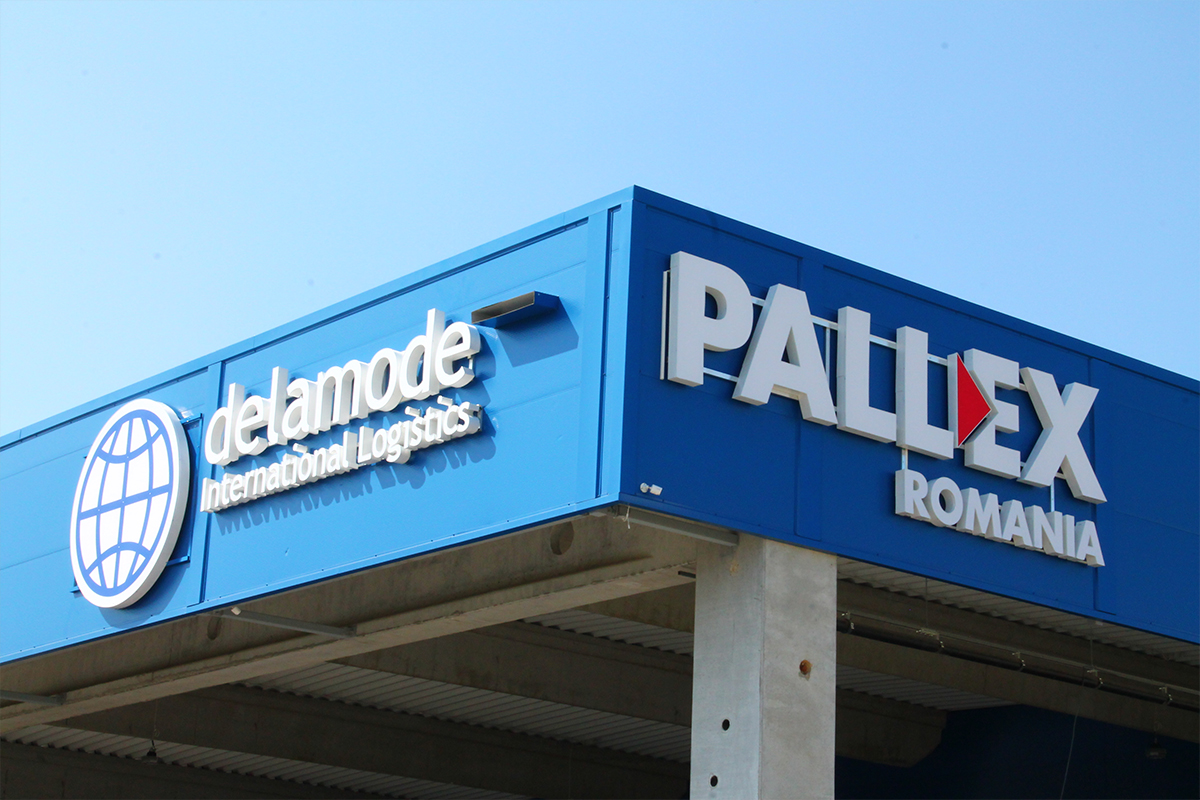 delamode
International Logistics
PALLEX
ROMANIA